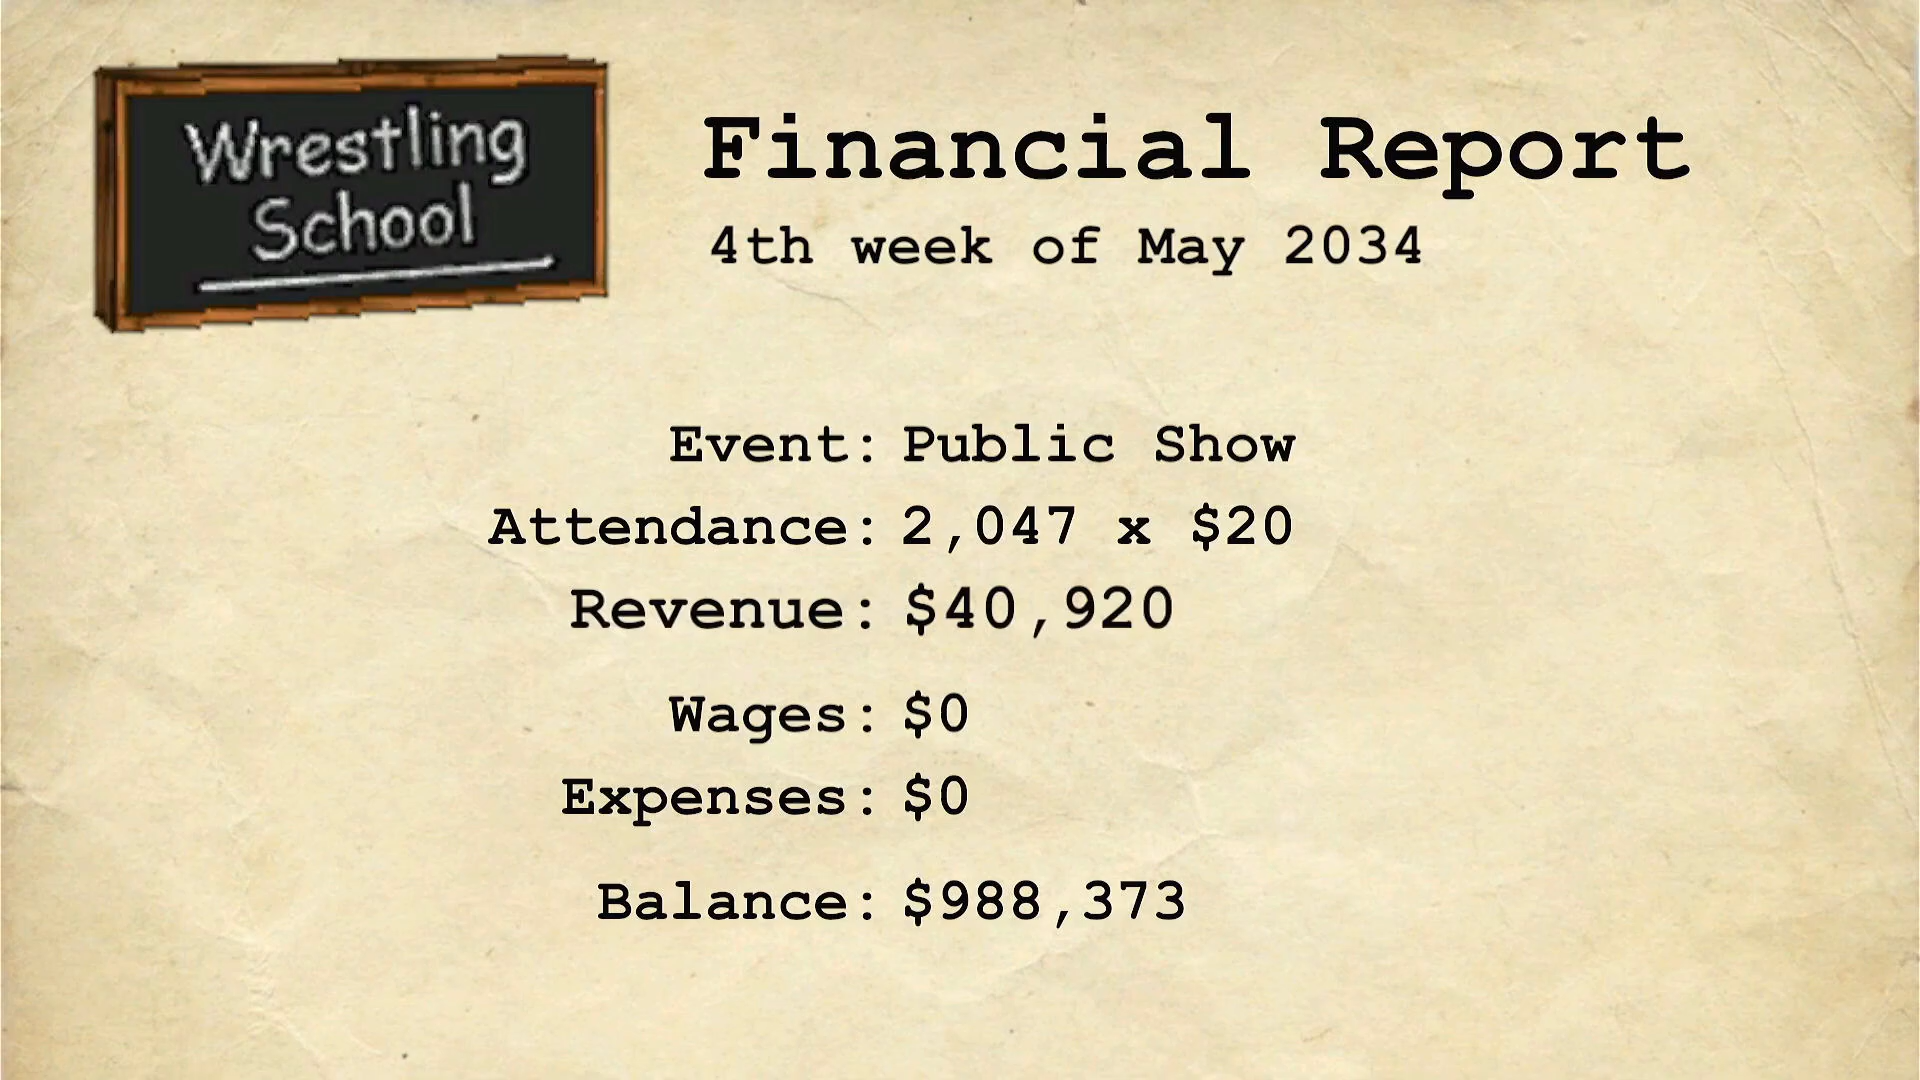 Wrestling
School
Financial Report
4th week of May 2034
Event: Public Show
Attendance: 2,047 x $20
Revenue: $40,920
Wages: $0
Expenses: $0
Balance: $988,373